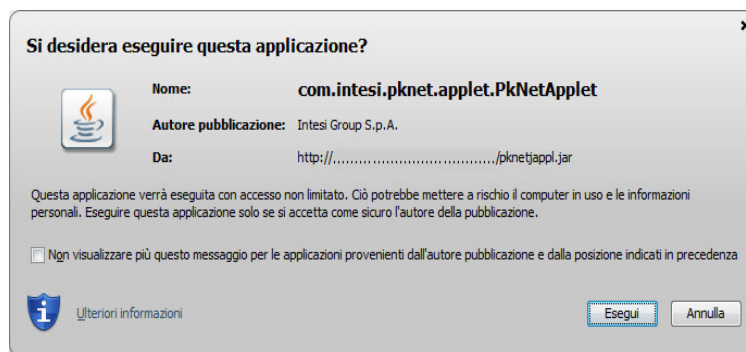 Si desidera eseguire questa applicazione?
Nome: com.intesi.pknet.applet.PkNetApplet
Autore pubblicazione: Intesi Group S.p.A.
Da: http://...................................../pknetjappl.jar
Questa applicazione verrà eseguita con accesso non limitato. Ciò potrebbe mettere a rischio il computer in uso e le informazioni
personali. Eseguire questa applicazione solo se si accetta come sicuro l'autore della pubblicazione.
Non visualizzare più questo messaggio per le applicazioni provenienti dall'autore pubblicazione e dalla posizione indicati in precedenza
Ulteriori informazioni
Esegui Annulla